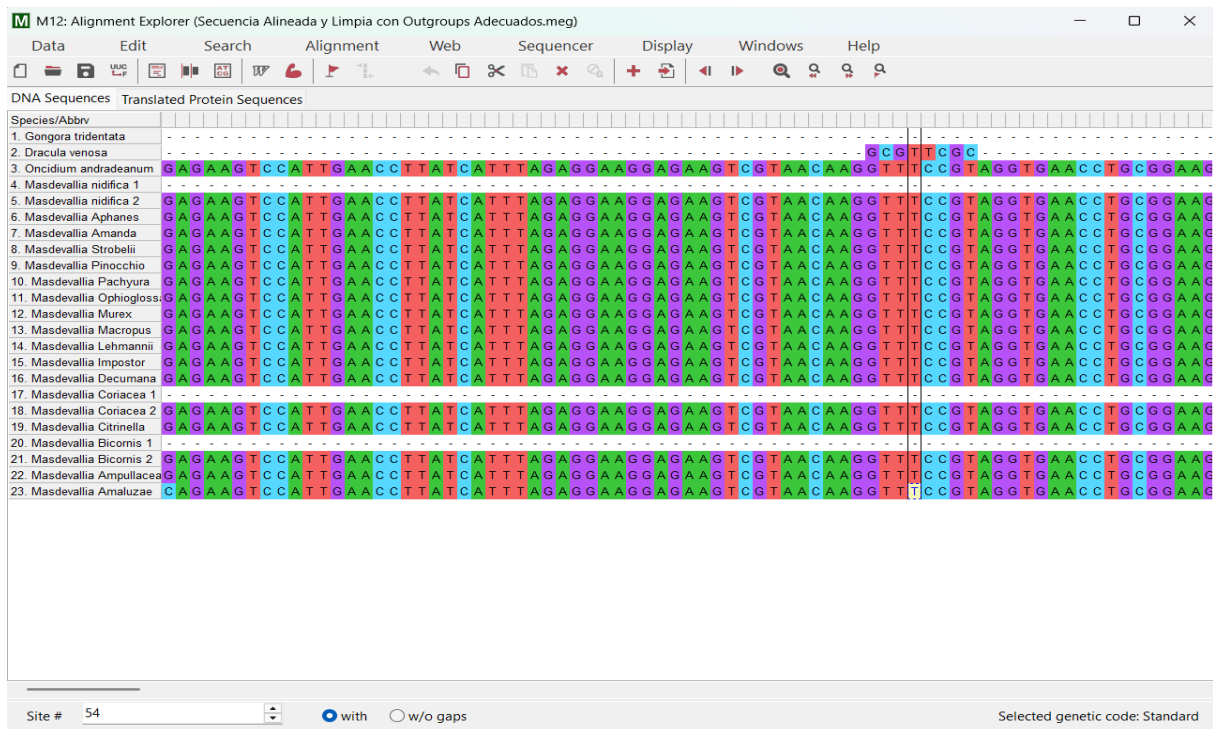 M M12: Alignment Explorer (Secuencia Alineada y Limpia con Outgroups Adecuados.meg)
Data Edit Search Alignment Web Sequencer Display Windows Help
DNA Sequences Translated Protein Sequences
Species/Abbrv
1. Gongora tridentata - - - - - - - - - - - - - - - - - - - - - - - - - - - - - - - - - - - - - - - - - - - - - - - - - - - - - - - - - - - - - - - - - - - - - - - - - - -
2. Dracula venosa - - - - - - - - - - - - - - - - - - - - - - - - - - - - - - - - - - - - - - - - - - - - - - - - - - G C G T T C G C - - - - - - - - - - - - - - - - -
3. Oncidium andradeanum G A G A A G T C C A T T G A A C C T T A T C A T T T A G A G G A A G G A G A A G T C G T A A C A A G G T T T C C G T A G G T G A A C C T G C G G A A G
4. Masdevallia nidifica 1 - - - - - - - - - - - - - - - - - - - - - - - - - - - - - - - - - - - - - - - - - - - - - - - - - - - - - - - - - - - - - - - - - - - - - - - - - - -
5. Masdevallia nidifica 2 G A G A A G T C C A T T G A A C C T T A T C A T T T A G A G G A A G G A G A A G T C G T A A C A A G G T T T C C G T A G G T G A A C C T G C G G A A G
6. Masdevallia Aphanes G A G A A G T C C A T T G A A C C T T A T C A T T T A G A G G A A G G A G A A G T C G T A A C A A G G T T T C C G T A G G T G A A C C T G C G G A A G
7. Masdevallia Amanda G A G A A G T C C A T T G A A C C T T A T C A T T T A G A G G A A G G A G A A G T C G T A A C A A G G T T T C C G T A G G T G A A C C T G C G G A A G
8. Masdevallia Strobelii G A G A A G T C C A T T G A A C C T T A T C A T T T A G A G G A A G G A G A A G T C G T A A C A A G G T T T C C G T A G G T G A A C C T G C G G A A G
9. Masdevallia Pinocchio G A G A A G T C C A T T G A A C C T T A T C A T T T A G A G G A A G G A G A A G T C G T A A C A A G G T T T C C G T A G G T G A A C C T G C G G A A G
10. Masdevallia Pachyura G A G A A G T C C A T T G A A C C T T A T C A T T T A G A G G A A G G A G A A G T C G T A A C A A G G T T T C C G T A G G T G A A C C T G C G G A A G
11. Masdevallia Ophiogloss: G A G A A G T C C A T T G A A C C T T A T C A T T T A G A G G A A G G A G A A G T C G T A A C A A G G T T T C C G T A G G T G A A C C T G C G G A A G
12. Masdevallia Murex G A G A A G T C C A T T G A A C C T T A T C A T T T A G A G G A A G G A G A A G T C G T A A C A A G G T T T C C G T A G G T G A A C C T G C G G A A G
13. Masdevallia Macropus G A G A A G T C C A T T G A A C C T T A T C A T T T A G A G G A A G G A G A A G T C G T A A C A A G G T T T C C G T A G G T G A A C C T G C G G A A G
14. Masdevallia Lehmannii G A G A A G T C C A T T G A A C C T T A T C A T T T A G A G G A A G G A G A A G T C G T A A C A A G G T T T C C G T A G G T G A A C C T G C G G A A G
15. Masdevallia Impostor G A G A A G T C C A T T G A A C C T T A T C A T T T A G A G G A A G G A G A A G T C G T A A C A A G G T T T C C G T A G G T G A A C C T G C G G A A G
16. Masdevallia Decumana G A G A A G T C C A T T G A A C C T T A T C A T T T A G A G G A A G G A G A A G T C G T A A C A A G G T T T C C G T A G G T G A A C C T G C G G A A G
17. Masdevallia Coriacea 1 - - - - - - - - - - - - - - - - - - - - - - - - - - - - - - - - - - - - - - - - - - - - - - - - - - - - - - - - - - - - - - - - - - - - - - - - - - -
18. Masdevallia Coriacea 2 G A G A A G T C C A T T G A A C C T T A T C A T T T A G A G G A A G G A G A A G T C G T A A C A A G G T T T C C G T A G G T G A A C C T G C G G A A G
19. Masdevallia Citrinella G A G A A G T C C A T T G A A C C T T A T C A T T T A G A G G A A G G A G A A G T C G T A A C A A G G T T T C C G T A G G T G A A C C T G C G G A A G
20. Masdevallia Bicornis 1 - - - - - - - - - - - - - - - - - - - - - - - - - - - - - - - - - - - - - - - - - - - - - - - - - - - - - - - - - - - - - - - - - - - - - - - - - - -
21. Masdevallia Bicornis 2 G A G A A G T C C A T T G A A C C T T A T C A T T T A G A G G A A G G A G A A G T C G T A A C A A G G T T T C C G T A G G T G A A C C T G C G G A A G
22. Masdevallia Ampullacea G A G A A G T C C A T T G A A C C T T A T C A T T T A G A G G A A G G A G A A G T C G T A A C A A G G T T T C C G T A G G T G A A C C T G C G G A A G
23. Masdevallia Amaluzae C A G A A G T C C A T T G A A C C T T A T C A T T T A G A G G A A G G A G A A G T C G T A A C A A G G T T T C C G T A G G T G A A C C T G C G G A A G
Site # 54 with w/o gaps Selected genetic code: Standard